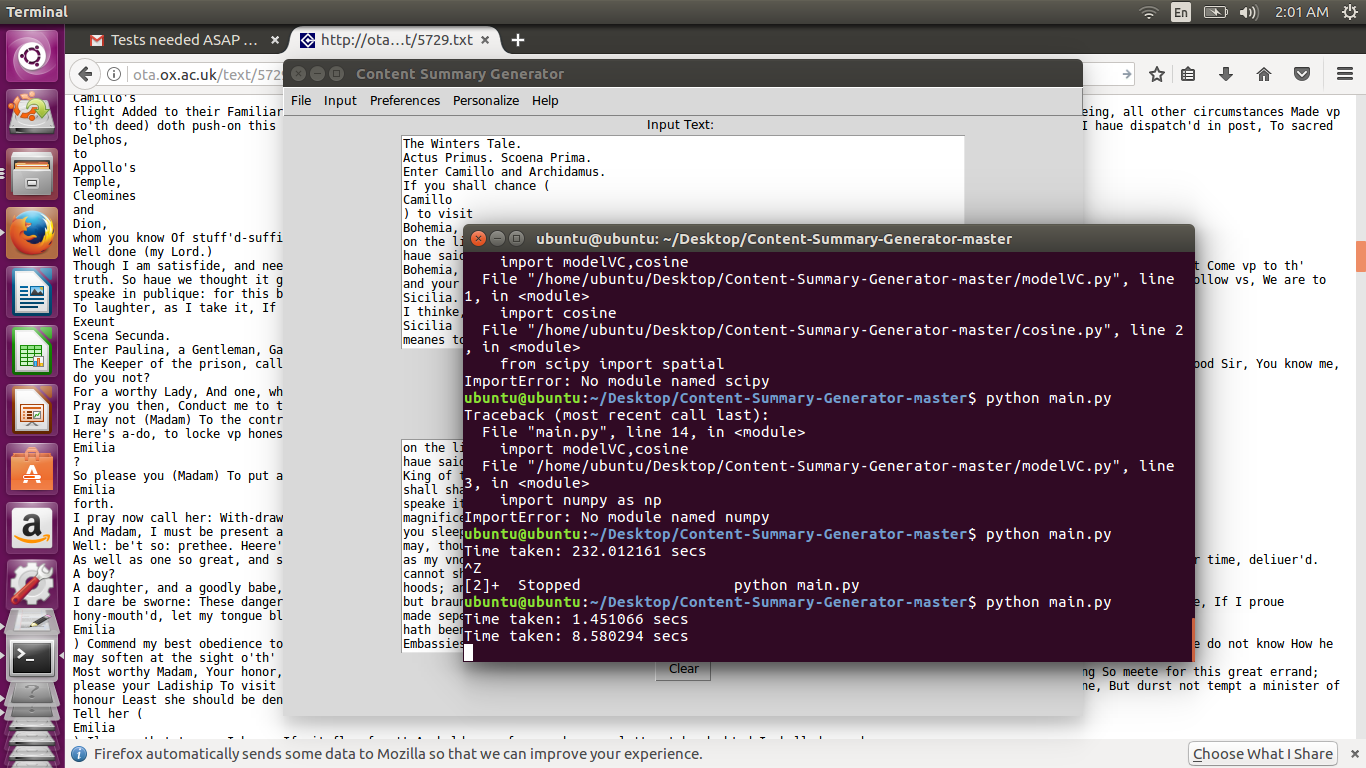 Terminal
En
2:01 AM
Tests needed ASAP ...
http://ota...t/5729.txt
ota.ox.ac.uk/text/572
Camillo's
flight Added to their Familiar
to'th deed) doth push-on this
Delphos,
to
Appollo's
Temple,
Cleomines
and
Dion,
whom you know Of stuff'd-suffi
Well done (my Lord.)
Though I am satisfide, and nee
truth. So haue we thought it g
speake in publique: for this b
To laughter, as I take it, If
Exeunt
Scena Secunda.
Enter Paulina, a Gentleman, Ga
The Keeper of the prison, call
do you not?
For a worthy Lady, And one, wh
Pray you then, Conduct me to t
I may not (Madam) To the contr
Here's a-do, to locke vp hones
Emilia
?
So please you (Madam) To put a
Emilia
forth.
I pray now call her: With-draw
And Madam, I must be present a
Well: be't so: prethee. Heere'
As well as one so great, and s
A boy?
A daughter, and a goodly babe,
I dare be sworne: These danger
hony-mouth'd, let my tongue bl
Emilia
) Commend my best obedience to
may soften at the sight o'th'
Most worthy Madam, Your honor,
please your Ladiship To visit
honour Least she should be den
Tell her (
Emilia
eing, all other circumstances Made vp
I haue dispatch'd in post, To sacred
t Come vp to th'
ollow vs, We are to
ood Sir, You know me,
r time, deliuer'd.
e, If I proue
e do not know How he
ng So meete for this great errand;
ne, But durst not tempt a minister of
Content Summary Generator
File Input Preferences Personalize Help
Input Text:
The Winters Tale.
Actus Primus. Scoena Prima.
Enter Camillo and Archidamus.
If you shall chance (
Camillo
) to visit
Bohemia,
on the li
haue said
Bohemia,
and your
Sicilia.
I thinke,
Sicilia
meanes to
on the li
haue said
King of
shall sha
speake it
magnifice
you sleep
may, thou
as my vno
cannot sh
hoods; an
but braun
made sepe
hath been
Embassies
Clear
ubuntu@ubuntu: ~/Desktop/Content-Summary-Generator-master
import modelVC,cosine
File "/home/ubuntu/Desktop/Content-Summary-Generator-master/modelVC.py", line
1, in <module>
import cosine
File "/home/ubuntu/Desktop/Content-Summary-Generator-master/cosine.py", line 2
, in <module>
from scipy import spatial
ImportError: No module named scipy
ubuntu@ubuntu:~/Desktop/Content-Summary-Generator-master$ python main.py
Traceback (most recent call last):
File "main.py", line 14, in <module>
import modelVC,cosine
File "/home/ubuntu/Desktop/Content-Summary-Generator-master/modelVC.py", line
3, in <module>
import numpy as np
ImportError: No module named numpy
ubuntu@ubuntu:~/Desktop/Content-Summary-Generator-master$ python main.py
Time taken: 232.012161 secs
^Z
[2]+  Stopped                 python main.py
ubuntu@ubuntu:~/Desktop/Content-Summary-Generator-master$ python main.py
Time taken: 1.451066 secs
Time taken: 8.580294 secs
Firefox automatically sends some data to Mozilla so that we can improve your experience.
Choose What I Share